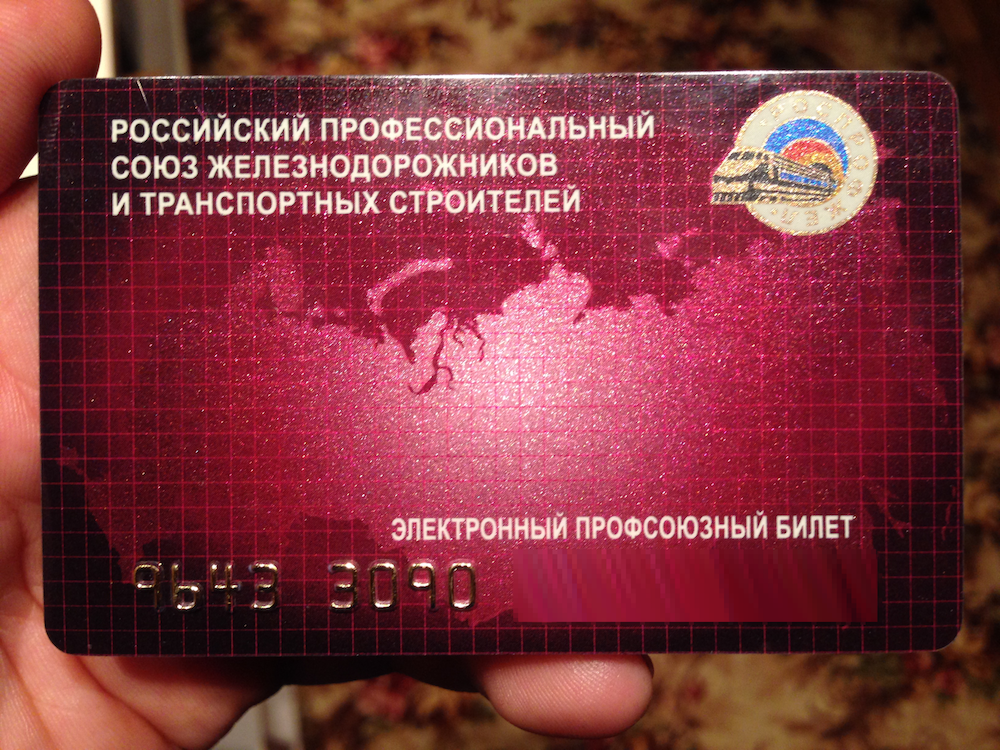 РОССИЙСКИЙ ПРОФЕССИОНАЛЬНЫЙ
СОЮЗ ЖЕЛЕЗНОДОРОЖНИКОВ
И ТРАНСПОРТНЫХ СТРОИТЕЛЕЙ
ЭЛЕКТРОННЫЙ ПРОФСОЮЗНЫЙ БИЛЕТ
9643 3090